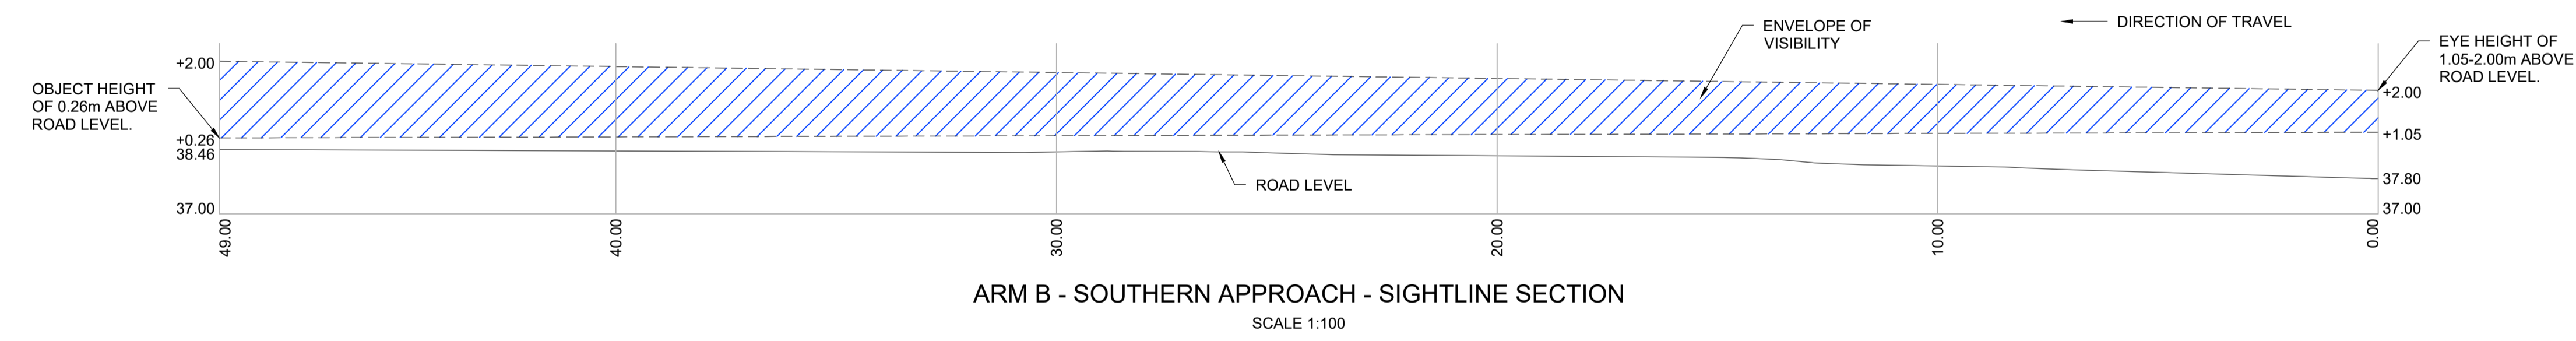 DIRECTION OF TRAVEL
ENVELOPE OF
VISIBILITY
EYE HEIGHT OF
1.05-2.00m ABOVE
ROAD LEVEL.
OBJECT HEIGHT
OF 0.26m ABOVE
ROAD LEVEL.
+2.00
+0.26
38.46
37.00
+2.00
+1.05
37.80
37.00
ROAD LEVEL
49.00
40.00
30.00
20.00
10.00
0.00
ARM B - SOUTHERN APPROACH - SIGHTLINE SECTION
SCALE 1:100